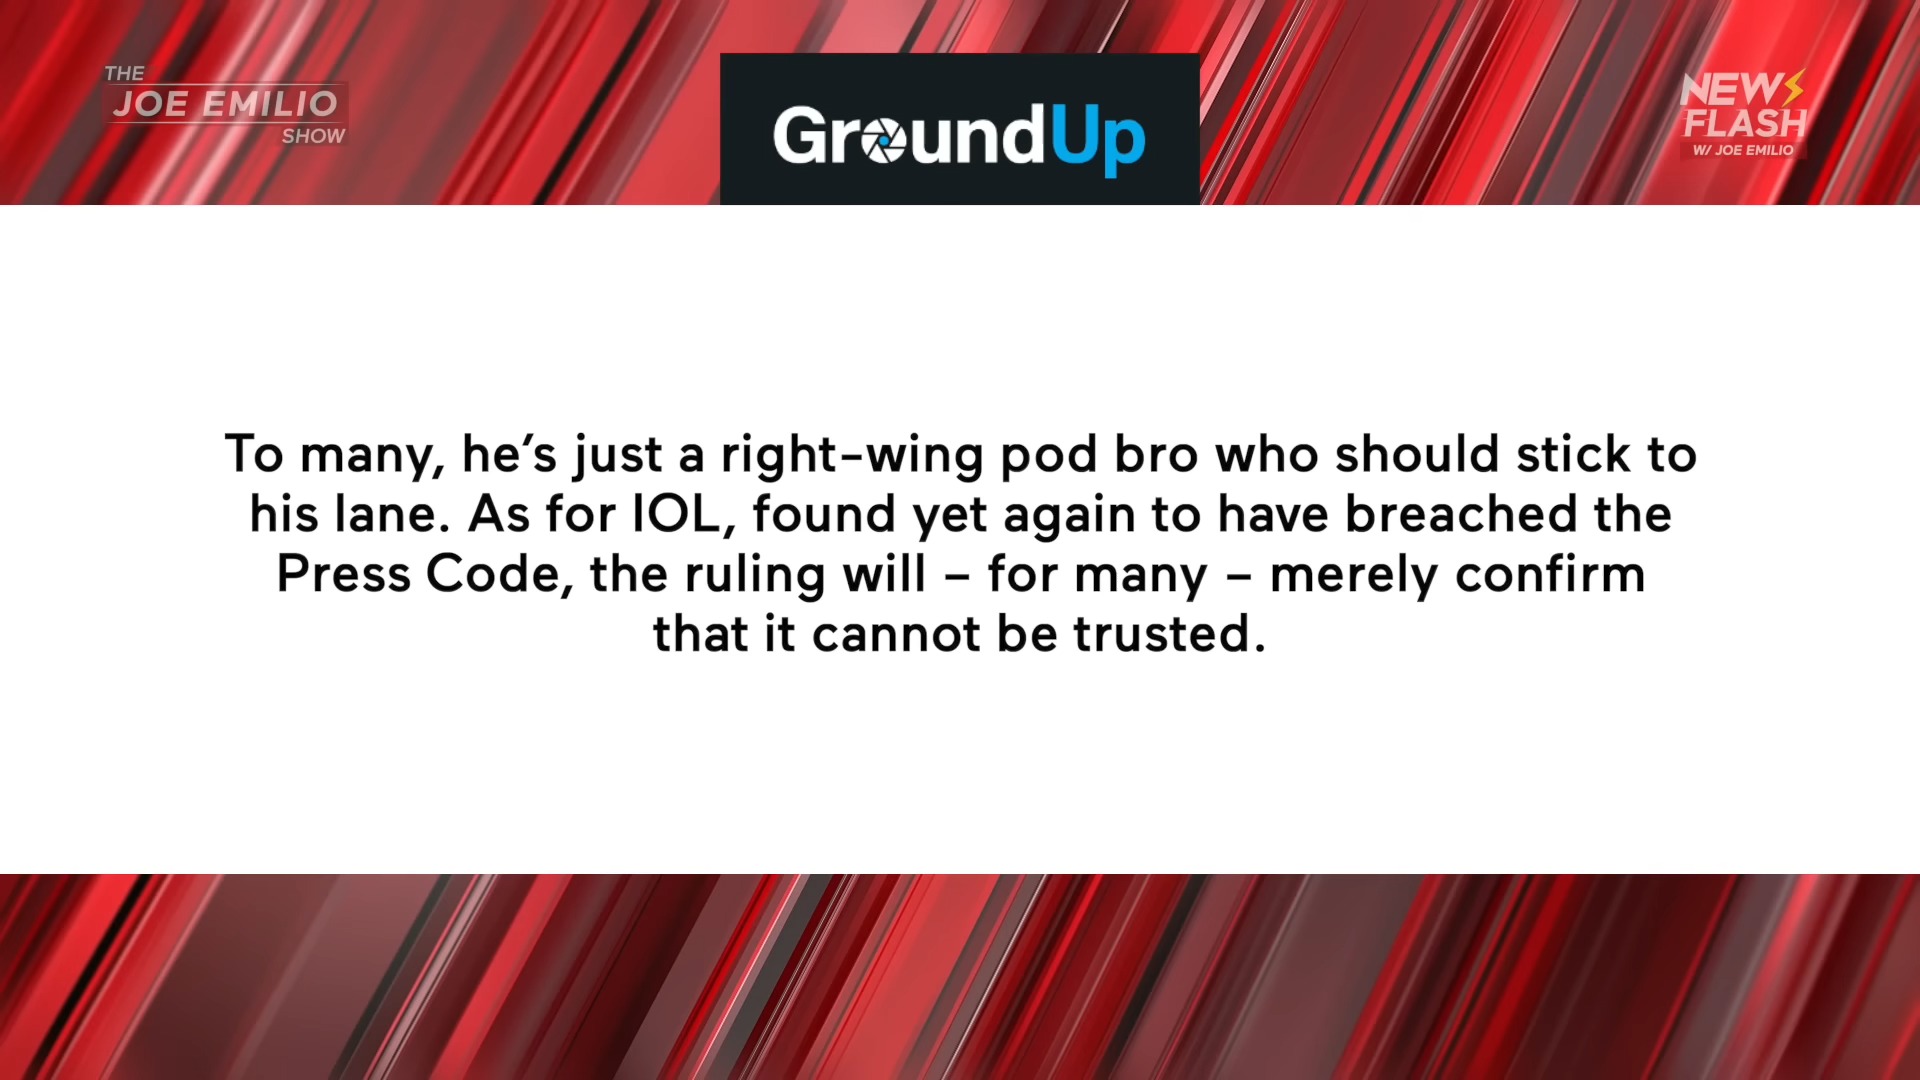 THE
JOE EMILIO
SHOW
GroundUp
NEWS
FLASH
W/ JOE EMILIO
To many, he’s just a right-wing pod bro who should stick to
his lane. As for IOL, found yet again to have breached the
Press Code, the ruling will – for many – merely confirm
that it cannot be trusted.